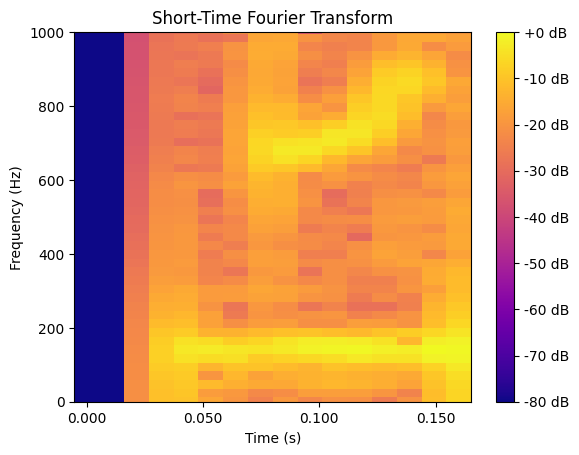 Short-Time Fourier Transform
1000
800
600
400
200
0
Frequency (Hz)
0.000
0.050
0.100
0.150
Time (s)
+0 dB
-10 dB
-20 dB
-30 dB
-40 dB
-50 dB
-60 dB
-70 dB
-80 dB